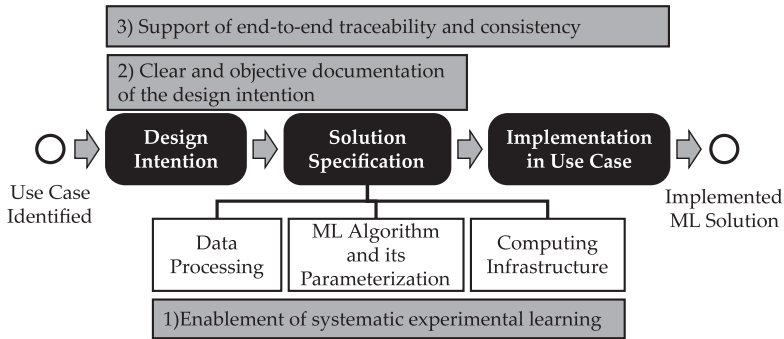 3) Support of end-to-end traceability and consistency
2) Clear and objective documentation
of the design intention
Design
Intention
Solution
Specification
Implementation
in Use Case
Use Case
Identified
Implemented
ML Solution
Data
Processing
ML Algorithm
and its
Parameterization
Computing
Infrastructure
1)Enablement of systematic experimental learning